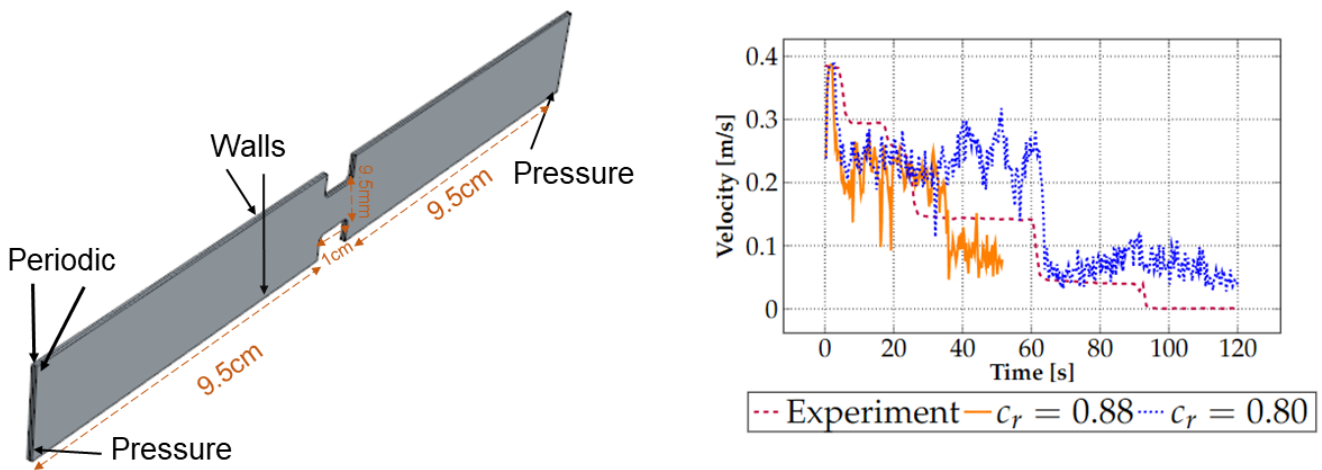 Walls
Periodic
Pressure
Pressure
9.5mm
1cm
9.5cm
9.5cm
Velocity [m/s]
0.4
0.3
0.2
0.1
0
0 20 40 60 80 100 120
Time [s]
Experiment c_r = 0.88 c_r = 0.80